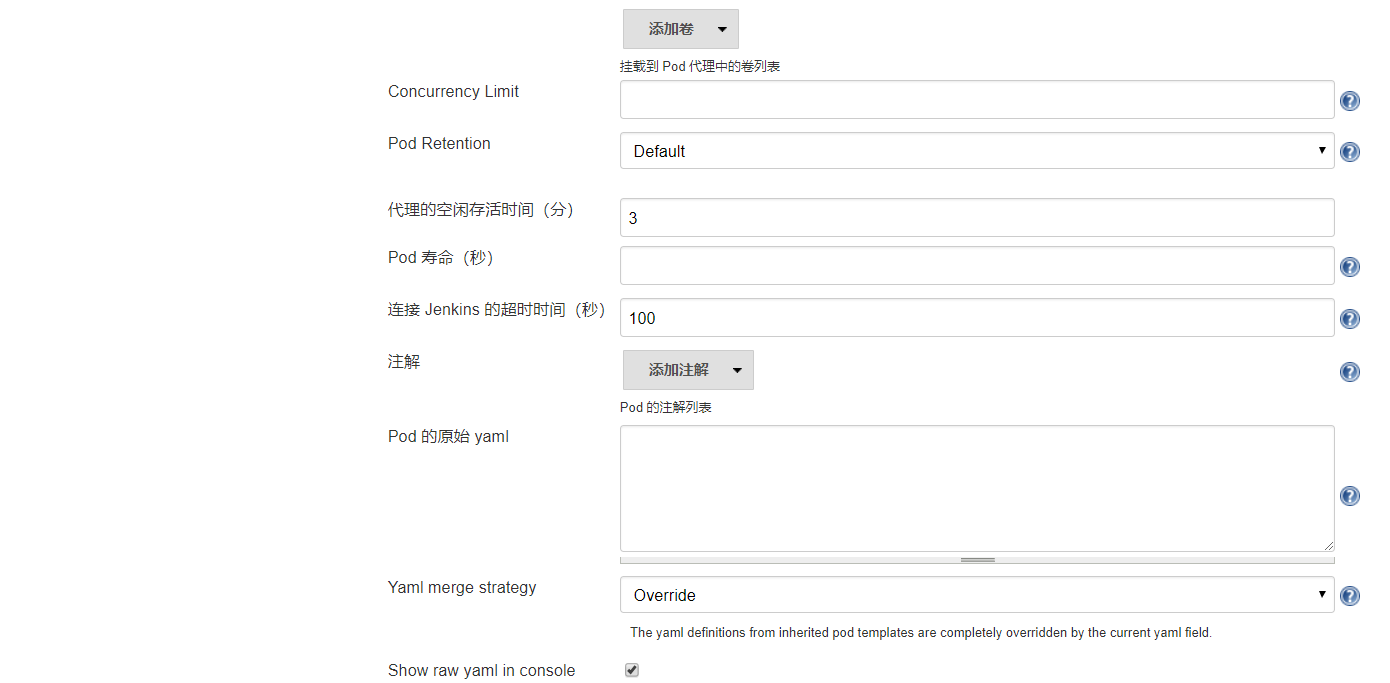 添加卷
挂载到 Pod 代理中的卷列表
Concurrency Limit
Pod Retention
Default
代理的空闲存活时间（分）
3
Pod 寿命（秒）
连接 Jenkins 的超时时间（秒）
100
注解
添加注解
Pod 的注解列表
Pod 的原始 yaml
Yaml merge strategy
Override
The yaml definitions from inherited pod templates are completely overridden by the current yaml field.
Show raw yaml in console